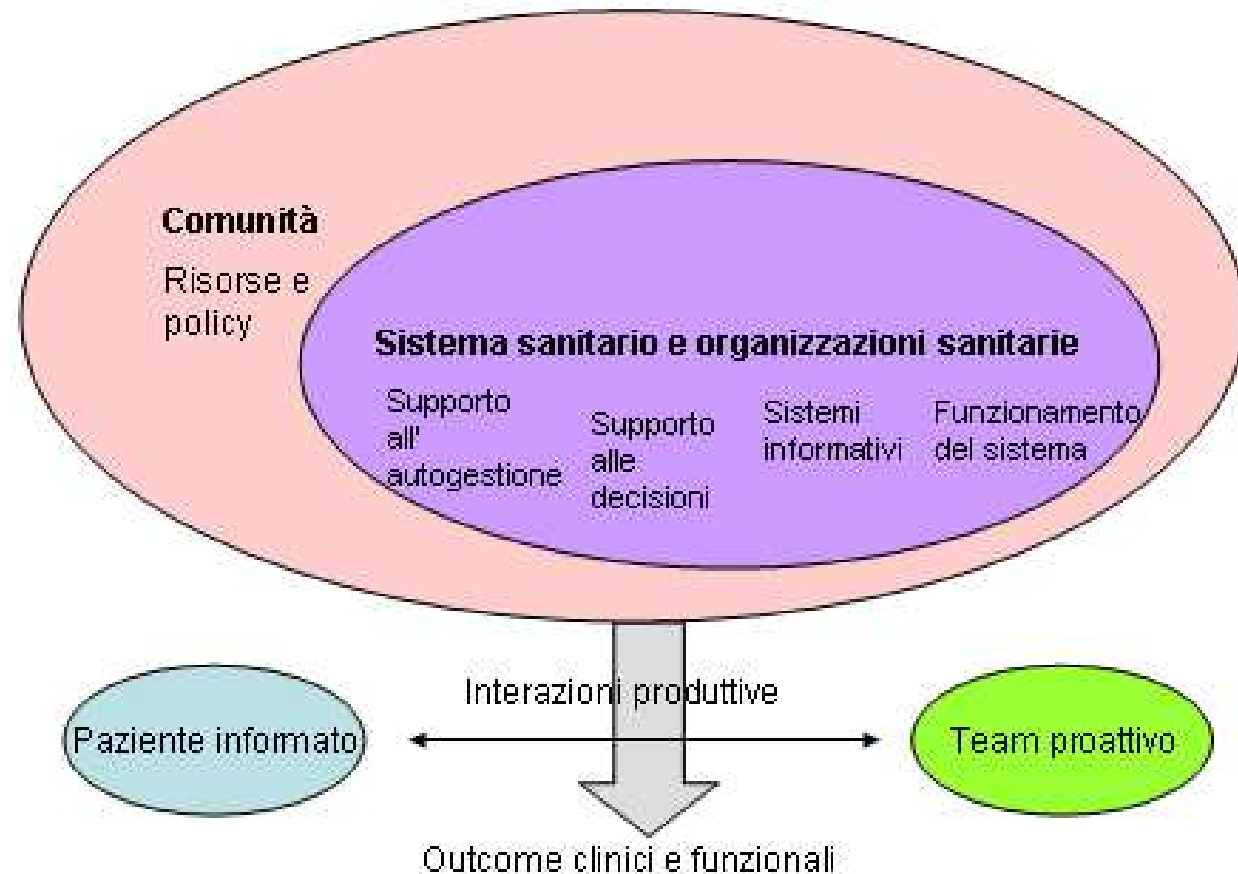 Comunità
Risorse e
policy
Sistema sanitario e organizzazioni sanitarie
Supporto
all'
autogestione
Supporto
alle
decisioni
Sistemi
informativi
Funzionamento
del sistema
Interazioni produttive
Paziente informato
Team proattivo
Outcome clinici e funzionali